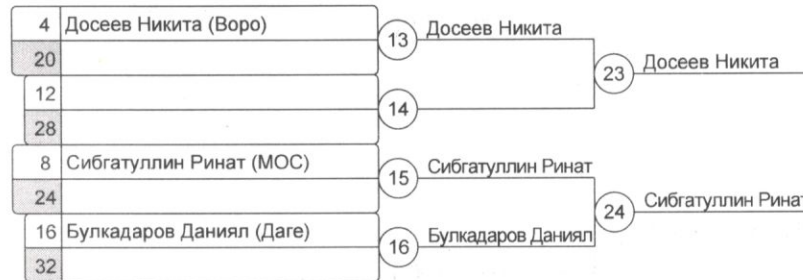 4 Досеев Никита (Воро)
13 Досеев Никита
20
23 Досеев Никита
12
14
28
8 Сибгатуллин Ринат (МОС)
15 Сибгатуллин Ринат
24
24 Сибгатуллин Ринат
16 Булкадаров Даниял (Даге)
16 Булкадаров Даниял
32